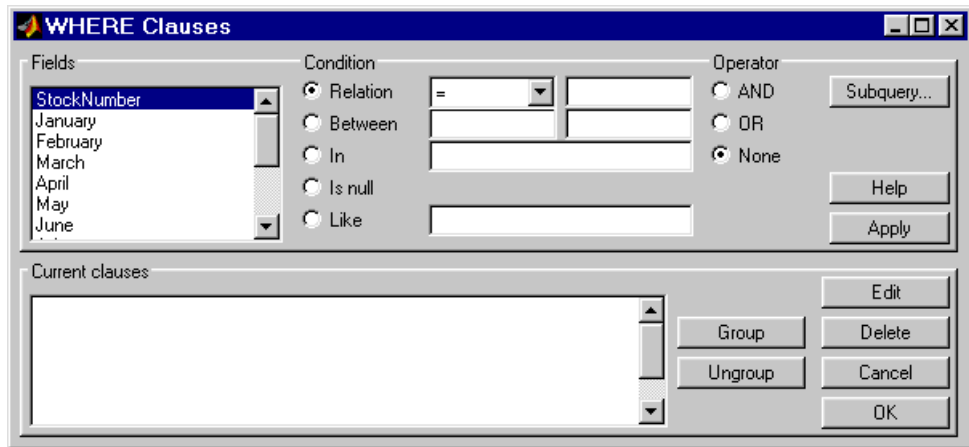 WHERE Clauses
Fields
StockNumber
January
February
March
April
May
June
Condition
Relation
=
Between
In
Is null
Like
Operator
AND
OR
None
Subquery...
Help
Apply
Current clauses
Group
Ungroup
Edit
Delete
Cancel
OK